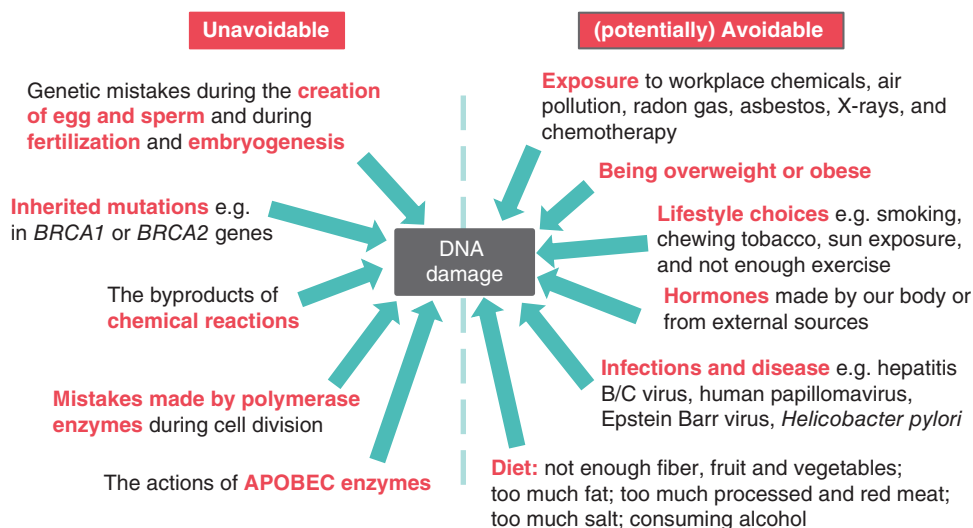 Unavoidable
Genetic mistakes during the creation
of egg and sperm and during
fertilization and embryogenesis
Inherited mutations e.g.
in BRCA1 or BRCA2 genes
The byproducts of
chemical reactions
Mistakes made by polymerase
enzymes during cell division
The actions of APOBEC enzymes
DNA
damage
(potentially) Avoidable
Exposure to workplace chemicals, air
pollution, radon gas, asbestos, X-rays, and
chemotherapy
Being overweight or obese
Lifestyle choices e.g. smoking,
chewing tobacco, sun exposure,
and not enough exercise
Hormones made by our body or
from external sources
Infections and disease e.g. hepatitis
B/C virus, human papillomavirus,
Epstein Barr virus, Helicobacter pylori
Diet: not enough fiber, fruit and vegetables;
too much fat; too much processed and red meat;
too much salt; consuming alcohol